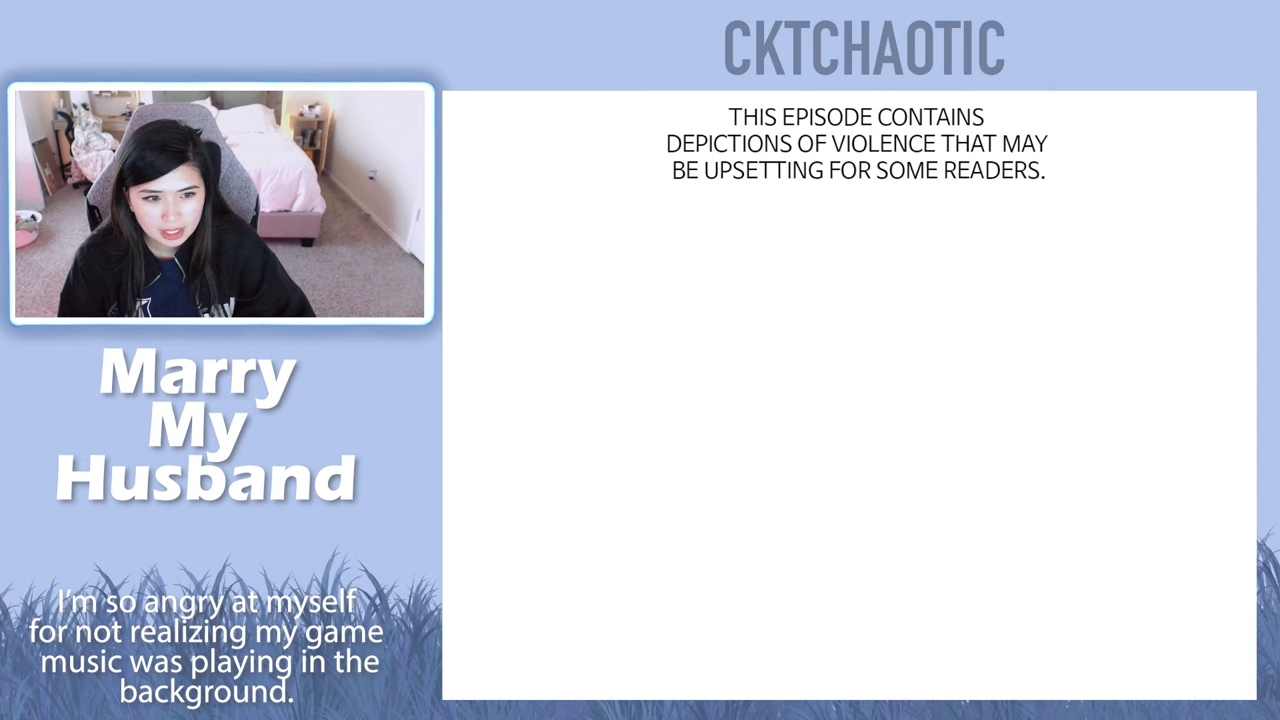 CKTCHAOTIC
THIS EPISODE CONTAINS
DEPICTIONS OF VIOLENCE THAT MAY
BE UPSETTING FOR SOME READERS.
Marry
My
Husband
I'm so angry at myself
for not realizing my game
music was playing in the
background.